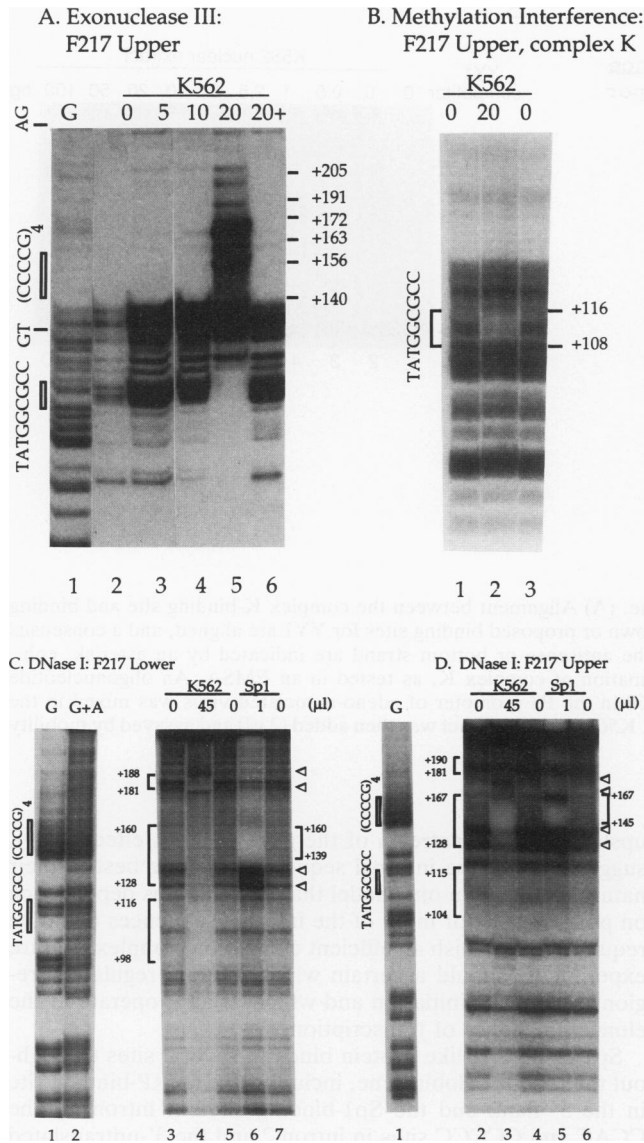 A. Exonuclease III:
F217 Upper
K562
AG G 0 5 10 20 20+
+205
+191
+172
+163
+156
+140
(CCCCG)4
GT
TATGGCGCC
1 2 3 4 5 6
B. Methylation Interference:
F217 Upper, complex K
K562
0 20 0
TATGGCGCC
+116
+108
1 2 3
C. DNase I: F217 Lower
K562 Sp1
G G+A 0 45 0 1 0 (µl)
(CCCCG)4
TATGGCGCC
+188
+181
+160
+128
+116
+98
+160
+139
1 2 3 4 5 6 7
D. DNase I: F217 Upper
K562 Sp1
G 0 45 0 1 0 (µl)
(CCCCG)4
TATGGCGCC
+190
+181
+167
+128
+115
+104
+167
+145
1 2 3 4 5 6